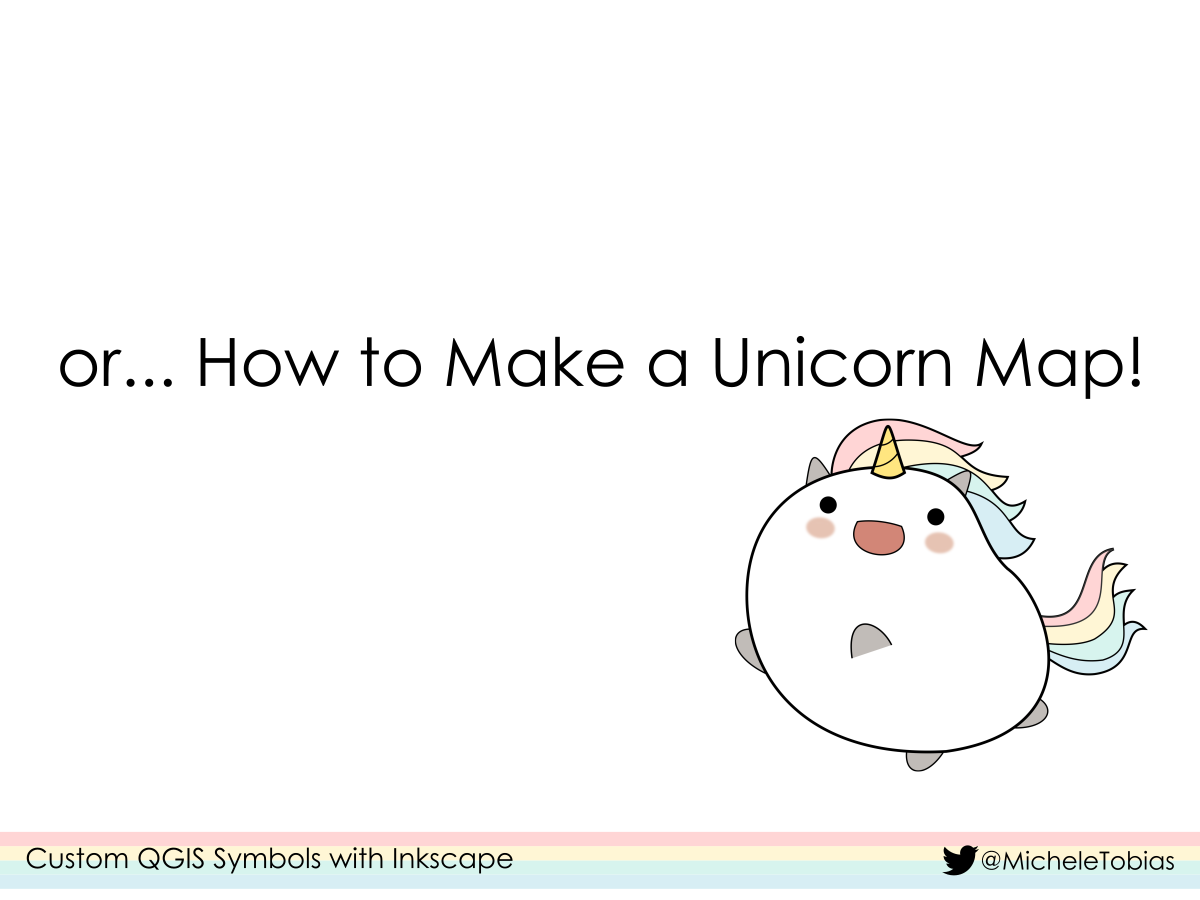 or... How to Make a Unicorn Map!
Custom QGIS Symbols with Inkscape
@MicheleTobias